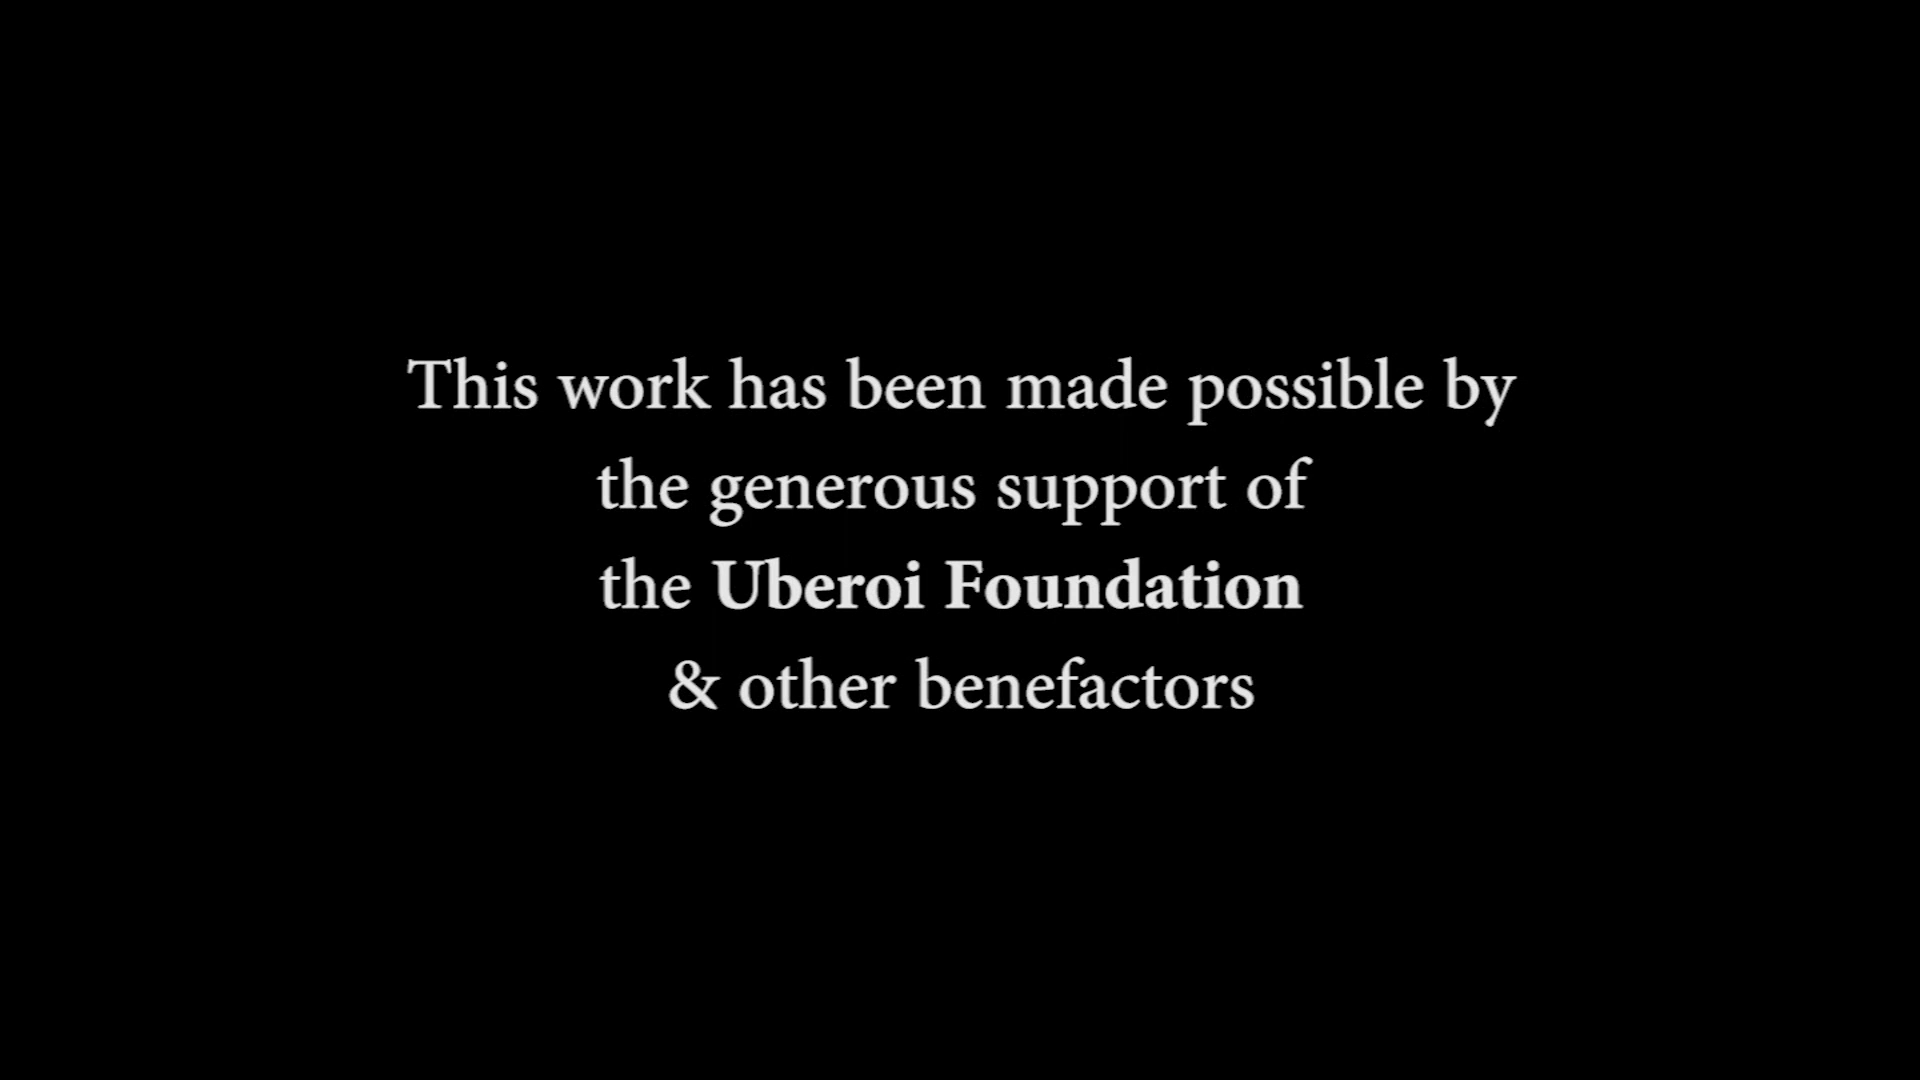 This work has been made possible by
the generous support of
the Uberoi Foundation
& other benefactors